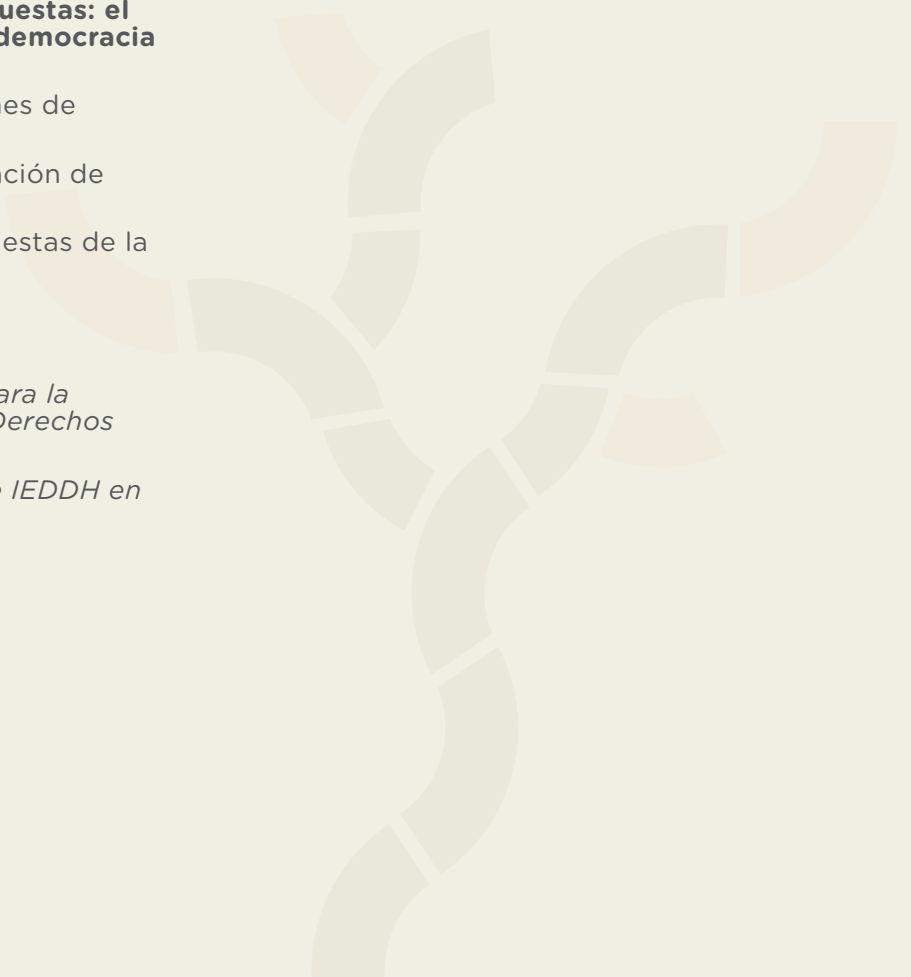 uestas: el
democracia
nes de
ación de
estas de la
ara la
Derechos
e IEDDH en